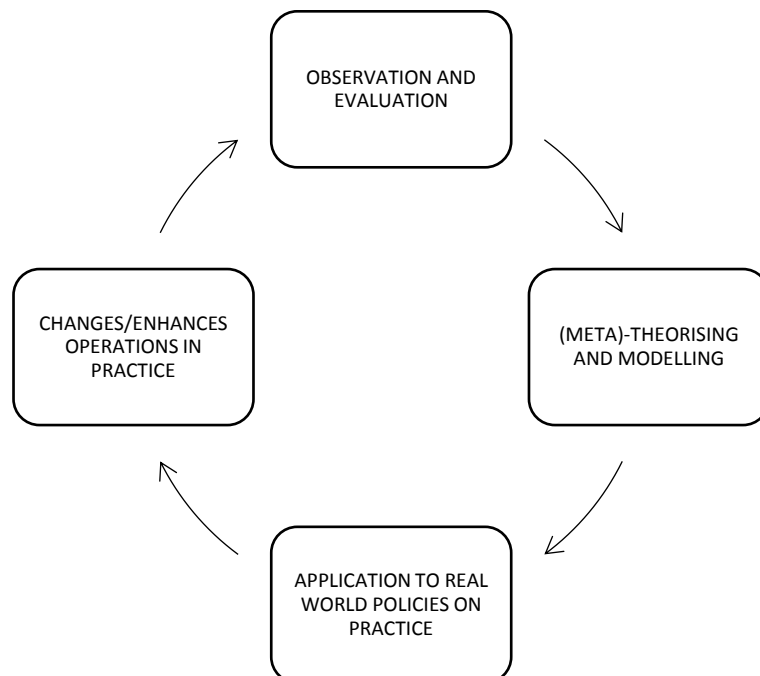 OBSERVATION AND
EVALUATION
(META)-THEORISING
AND MODELLING
APPLICATION TO REAL
WORLD POLICIES ON
PRACTICE
CHANGES/ENHANCES
OPERATIONS IN
PRACTICE